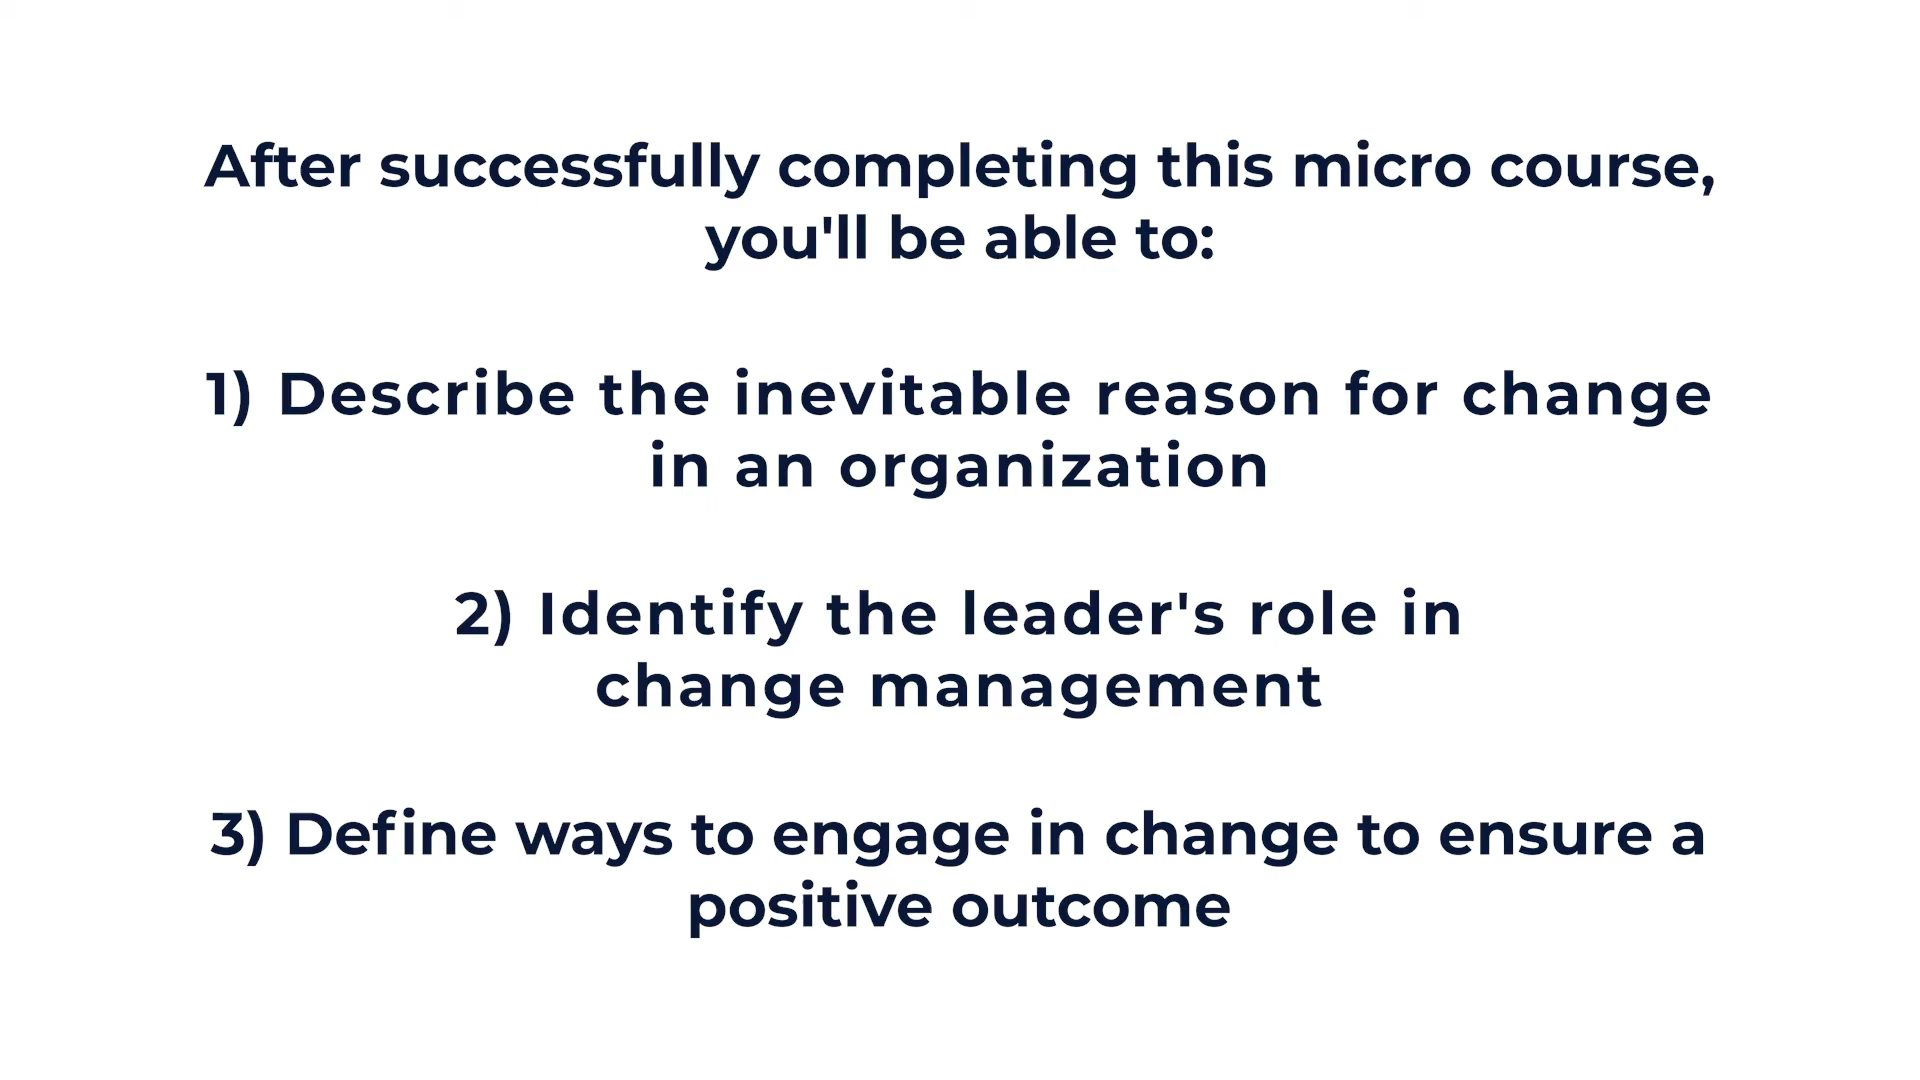 After successfully completing this micro course,
you'll be able to:
1) Describe the inevitable reason for change
in an organization
2) Identify the leader's role in
change management
3) Define ways to engage in change to ensure a
positive outcome